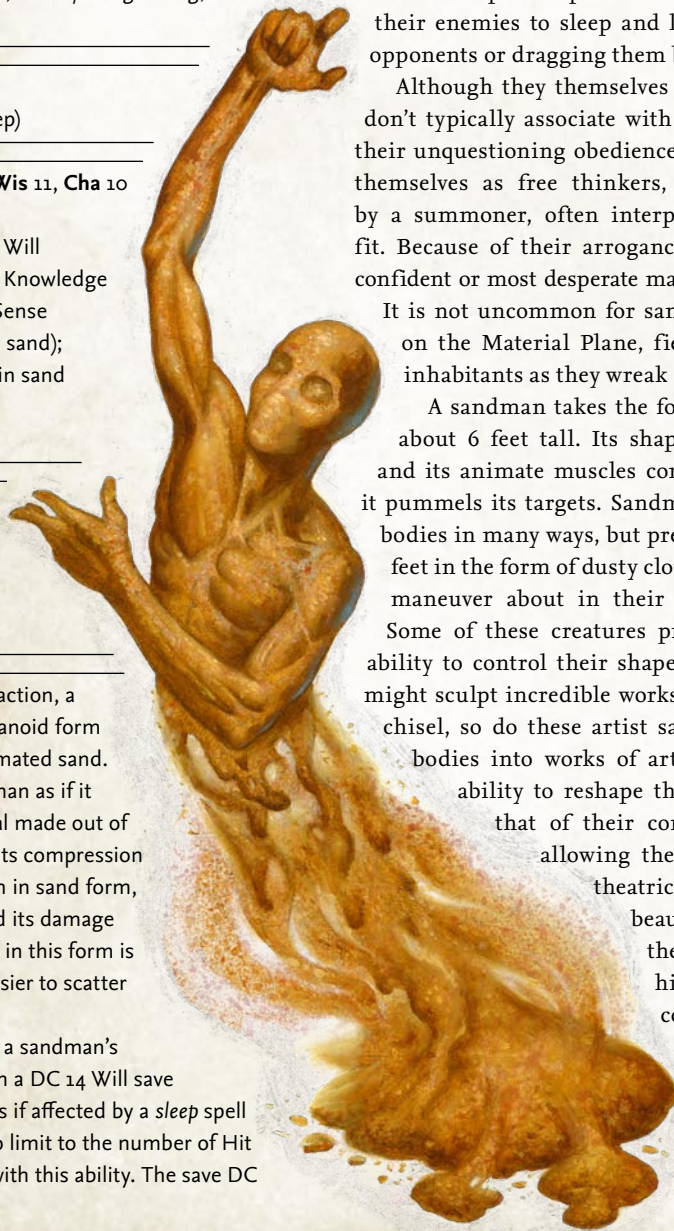 ep)
Wis 11, Cha 10
Will
Knowledge
Sense
sand);
in sand
action, a
anoid form
mated sand.
man as if it
al made out of
its compression
n in sand form,
d its damage
in this form is
sier to scatter
a sandman's
a DC 14 Will save
s if affected by a sleep spell
o limit to the number of Hit
with this ability. The save DC
their enemies to sleep and l
opponents or dragging them b
Although they themselves
don't typically associate with
their unquestioning obedience
themselves as free thinkers,
by a summoner, often interp
fit. Because of their arroganc
confident or most desperate ma
It is not uncommon for san
on the Material Plane, fie
inhabitants as they wreak
A sandman takes the fo
about 6 feet tall. Its shap
and its animate muscles con
it pummels its targets. Sandm
bodies in many ways, but pre
feet in the form of dusty clou
maneuver about in their
Some of these creatures pr
ability to control their shape
might sculpt incredible works
chisel, so do these artist sa
bodies into works of art
ability to reshape th
that of their cor
allowing the
theatric
beau
the
hi
co